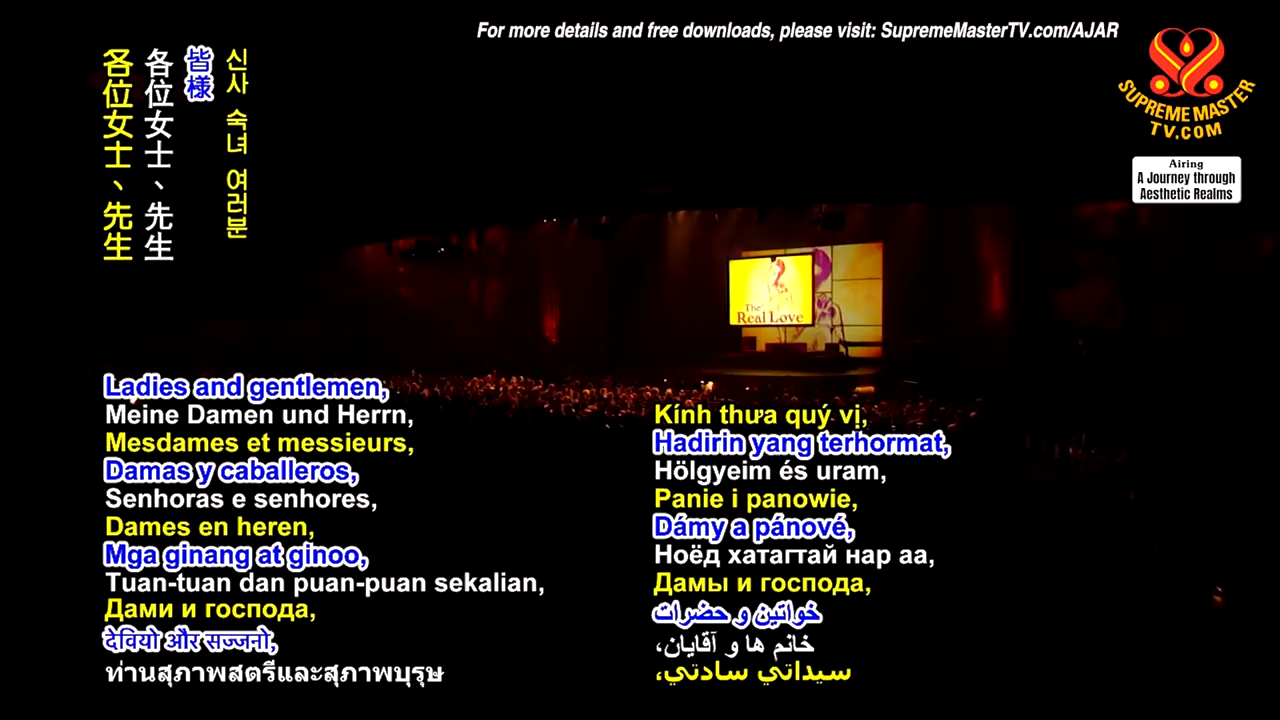 For more details and free downloads, please visit: SupremeMasterTV.com/AJAR
SUPREME MASTER
TV.COM
Airing
A Journey through
Aesthetic Realms
신사 숙녀 여러분
皆様
各位女士、先生
各位女士、先生
The
Real Love
Ladies and gentlemen,
Meine Damen und Herrn,
Mesdames et messieurs,
Damas y caballeros,
Senhoras e senhores,
Dames en heren,
Mga ginang at ginoo,
Tuan-tuan dan puan-puan sekalian,
Дами и господа,
देवियो और सज्जनो,
ท่านสุภาพสตรีและสุภาพบุรุษ
Kính thưa quý vị,
Hadirin yang terhormat,
Hölgyeim és uram,
Panie i panowie,
Dámy a pánové,
Ноёд хатагтай нар аа,
Дамы и господа,
خواتین و حضرات
خانم ها و آقایان،
سيداتي سادتي،